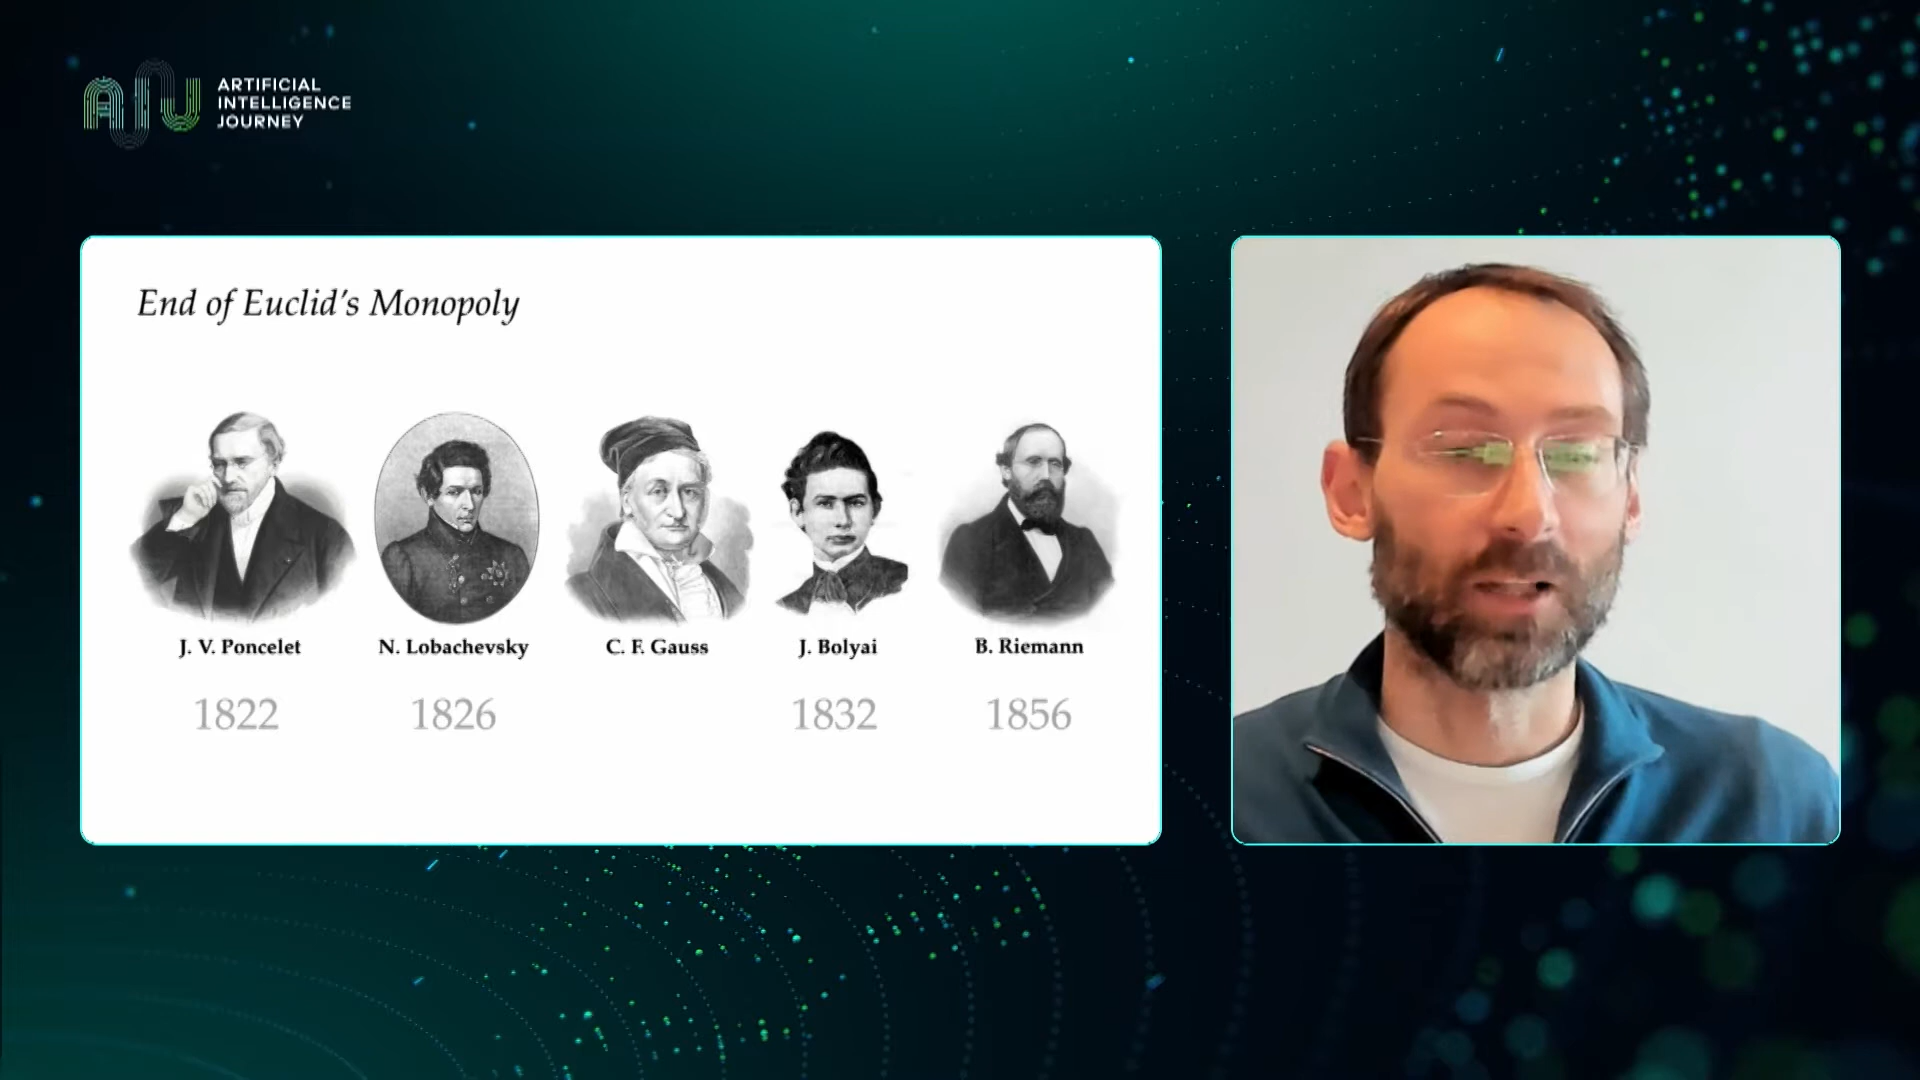 ARTIFICIAL
INTELLIGENCE
JOURNEY
End of Euclid's Monopoly
J. V. Poncelet
N. Lobachevsky
C. F. Gauss
J. Bolyai
B. Riemann
1822
1826
1832
1856